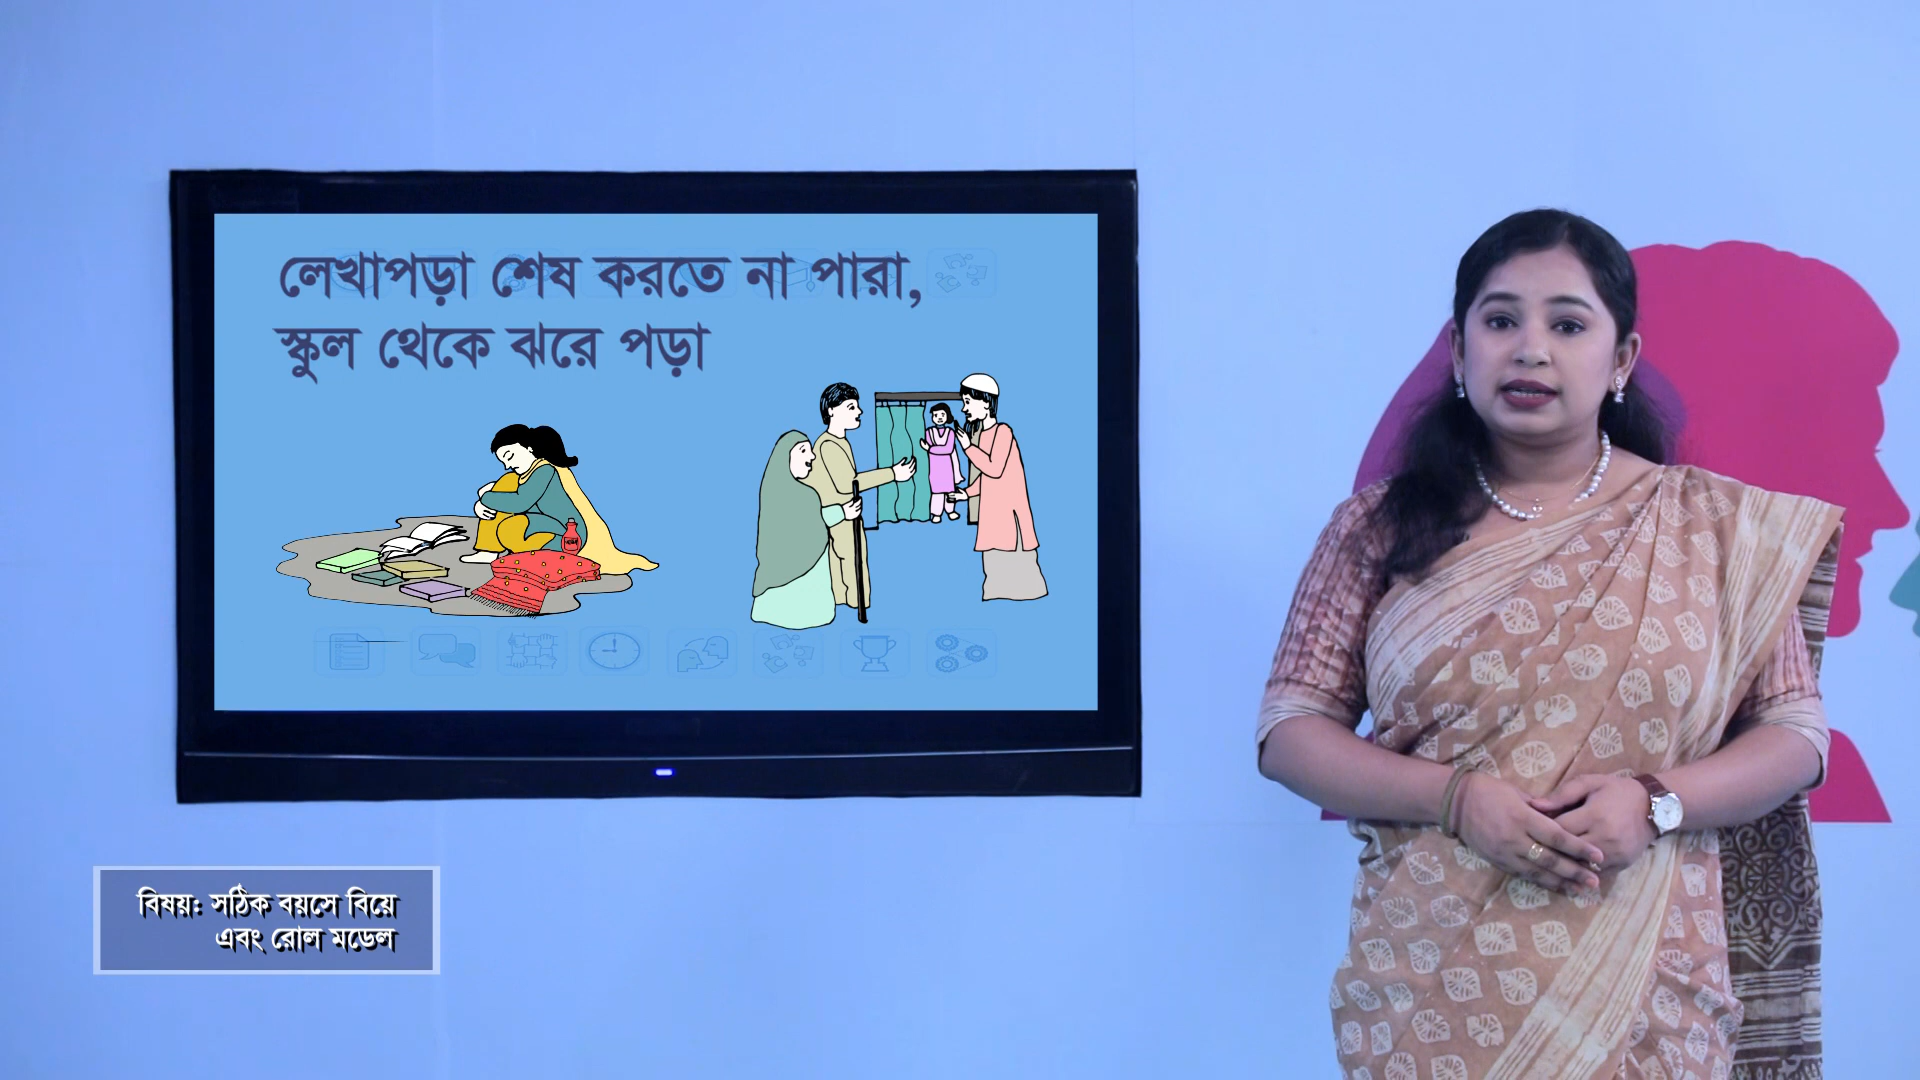 লেখাপড়া শেষ করতে না পারা,
স্কুল থেকে ঝরে পড়া
বিষয়: সঠিক বয়সে বিয়ে
এবং রোল মডেল